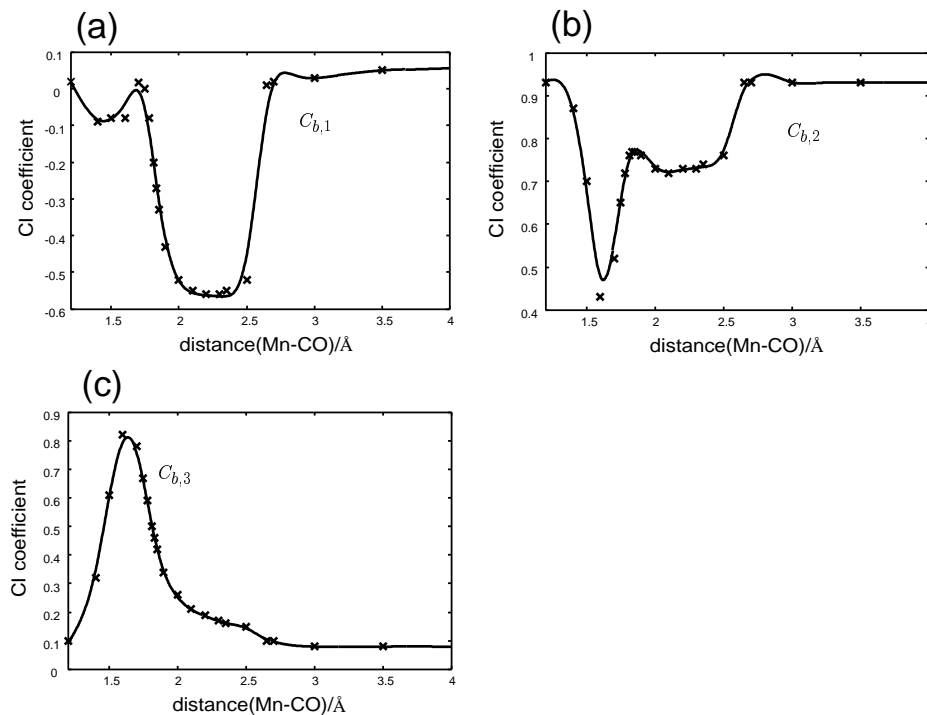 (a)
0.1
0
-0.1
-0.2
-0.3
-0.4
-0.5
-0.6
CI coefficient
C_{b,1}
1.5 2 2.5 3 3.5 4
distance(Mn-CO)/Å
(b)
1
0.9
0.8
0.7
0.6
0.5
0.4
CI coefficient
C_{b,2}
1.5 2 2.5 3 3.5 4
distance(Mn-CO)/Å
(c)
0.9
0.8
0.7
0.6
0.5
0.4
0.3
0.2
0.1
0
CI coefficient
C_{b,3}
1.5 2 2.5 3 3.5 4
distance(Mn-CO)/Å